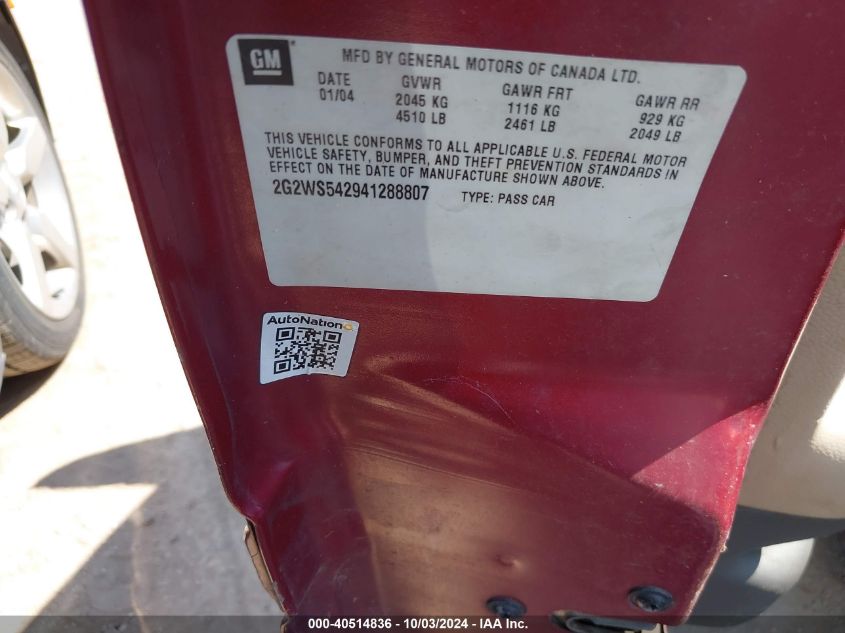 GM
MFD BY GENERAL MOTORS OF CANADA LTD.
DATE GVWR GAWR FRT GAWR RR
01/04 2045 KG 1116 KG 929 KG
4510 LB 2461 LB 2049 LB
THIS VEHICLE CONFORMS TO ALL APPLICABLE U.S. FEDERAL MOTOR
VEHICLE SAFETY, BUMPER, AND THEFT PREVENTION STANDARDS IN
EFFECT ON THE DATE OF MANUFACTURE SHOWN ABOVE.
2G2WS542941288807 TYPE: PASS CAR
AutoNation
000-40514836 - 10/03/2024 - IAA Inc.